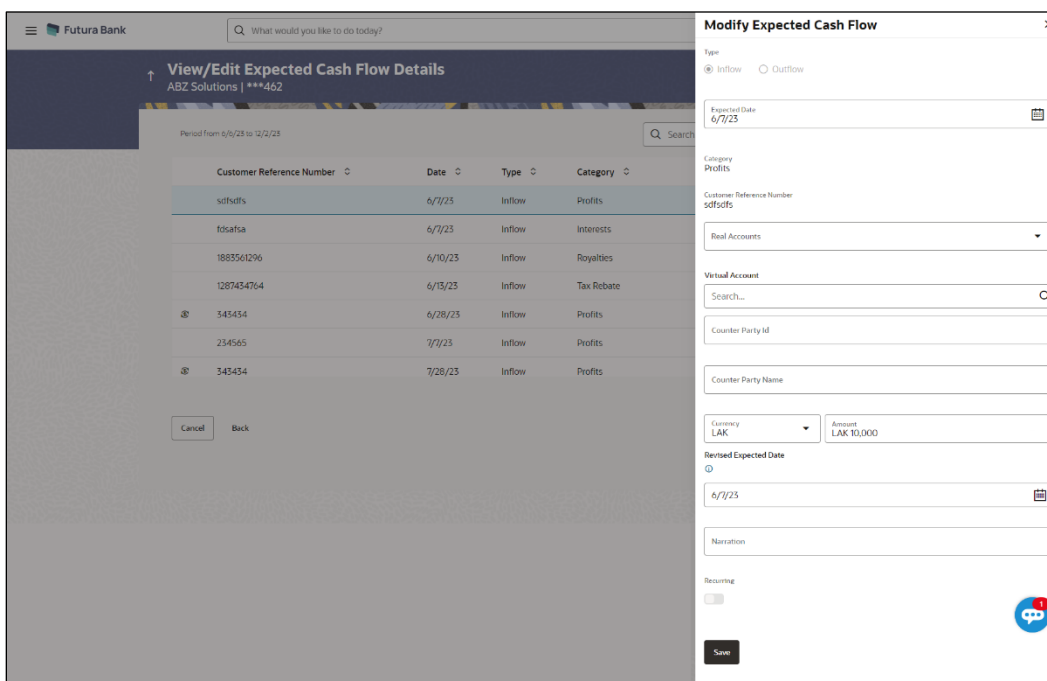 Futura Bank
What would you like to do today?
View/Edit Expected Cash Flow Details
ABZ Solutions | ***462
Period from 6/6/23 to 12/2/23
Search
Customer Reference Number Date Type Category
sdfsdfs 6/7/23 Inflow Profits
fdsafsa 6/7/23 Inflow Interests
1883561296 6/10/23 Inflow Royalties
1287434764 6/13/23 Inflow Tax Rebate
343434 6/28/23 Inflow Profits
234565 7/7/23 Inflow Profits
343434 7/28/23 Inflow Profits
Cancel Back
Modify Expected Cash Flow
Type
Inflow Outflow
Expected Date
6/7/23
Category
Profits
Customer Reference Number
sdfsdfs
Real Accounts
Virtual Account
Search...
Counter Party Id
Counter Party Name
Currency Amount
LAK LAK 10,000
Revised Expected Date
6/7/23
Narration
Recurring
1
Save